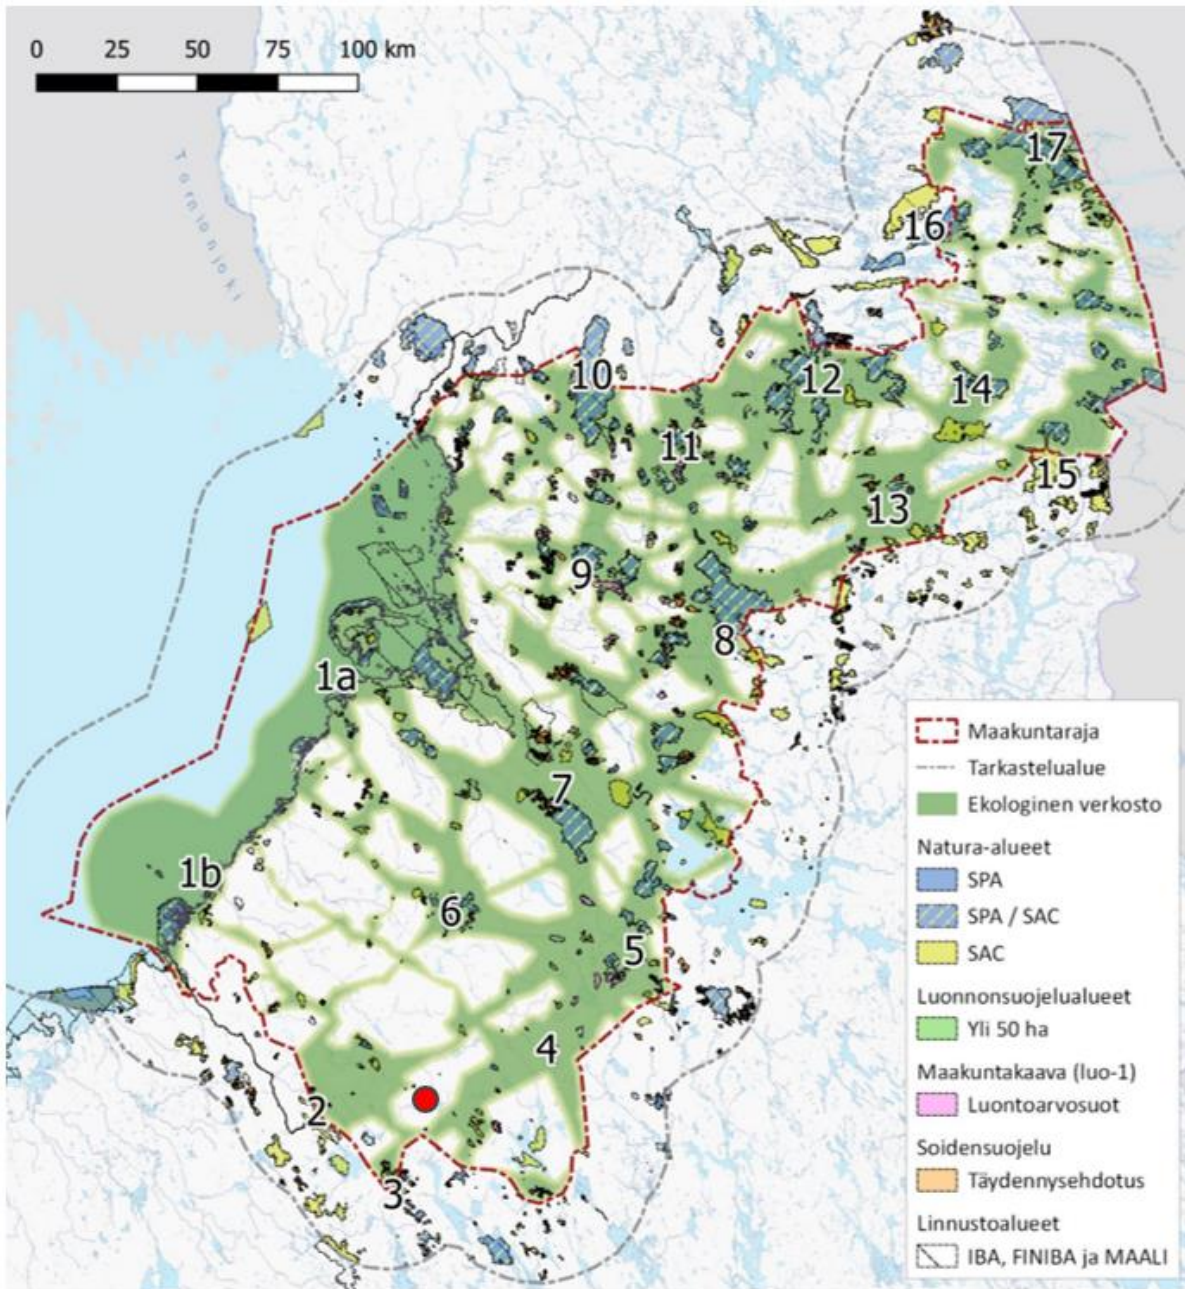 0 25 50 75 100 km
Tornionjoki
17
16
10
12
14
11
15
13
9
8
1a
7
1b
6
5
4
2
3
Maakuntaraja
Tarkastelualue
Ekologinen verkosto
Natura-alueet
SPA
SPA / SAC
SAC
Luonnonsuojelualueet
Yli 50 ha
Maakuntakaava (luo-1)
Luontoarvosuot
Soidensuojelu
Täydennysehdotus
Linnustoalueet
IBA, FINIBA ja MAALI